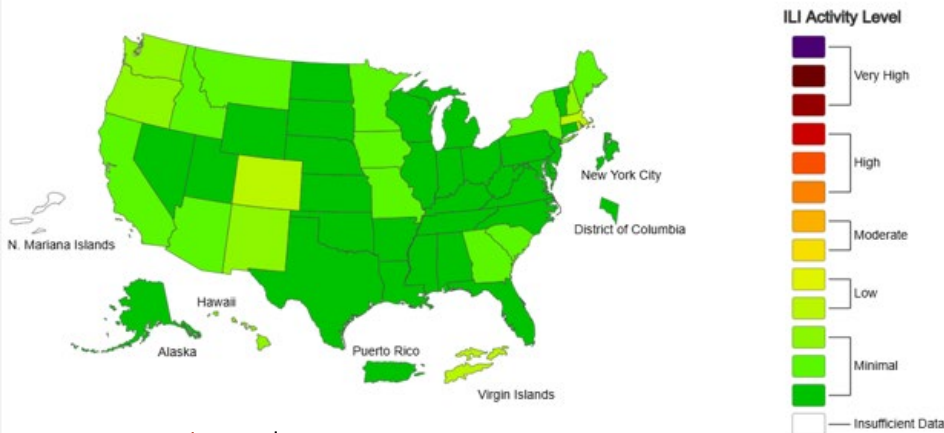 ILI Activity Level
Very High
High
New York City
District of Columbia
Moderate
N. Mariana Islands
Low
Hawaii
Alaska
Puerto Rico
Minimal
Virgin Islands
Insufficient Data